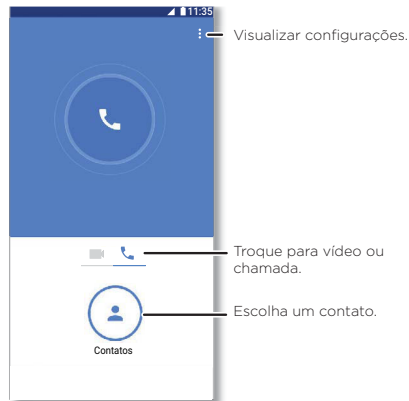 11:35
Visualizar configurações.
Troque para vídeo ou
chamada.
Escolha um contato.
Contatos